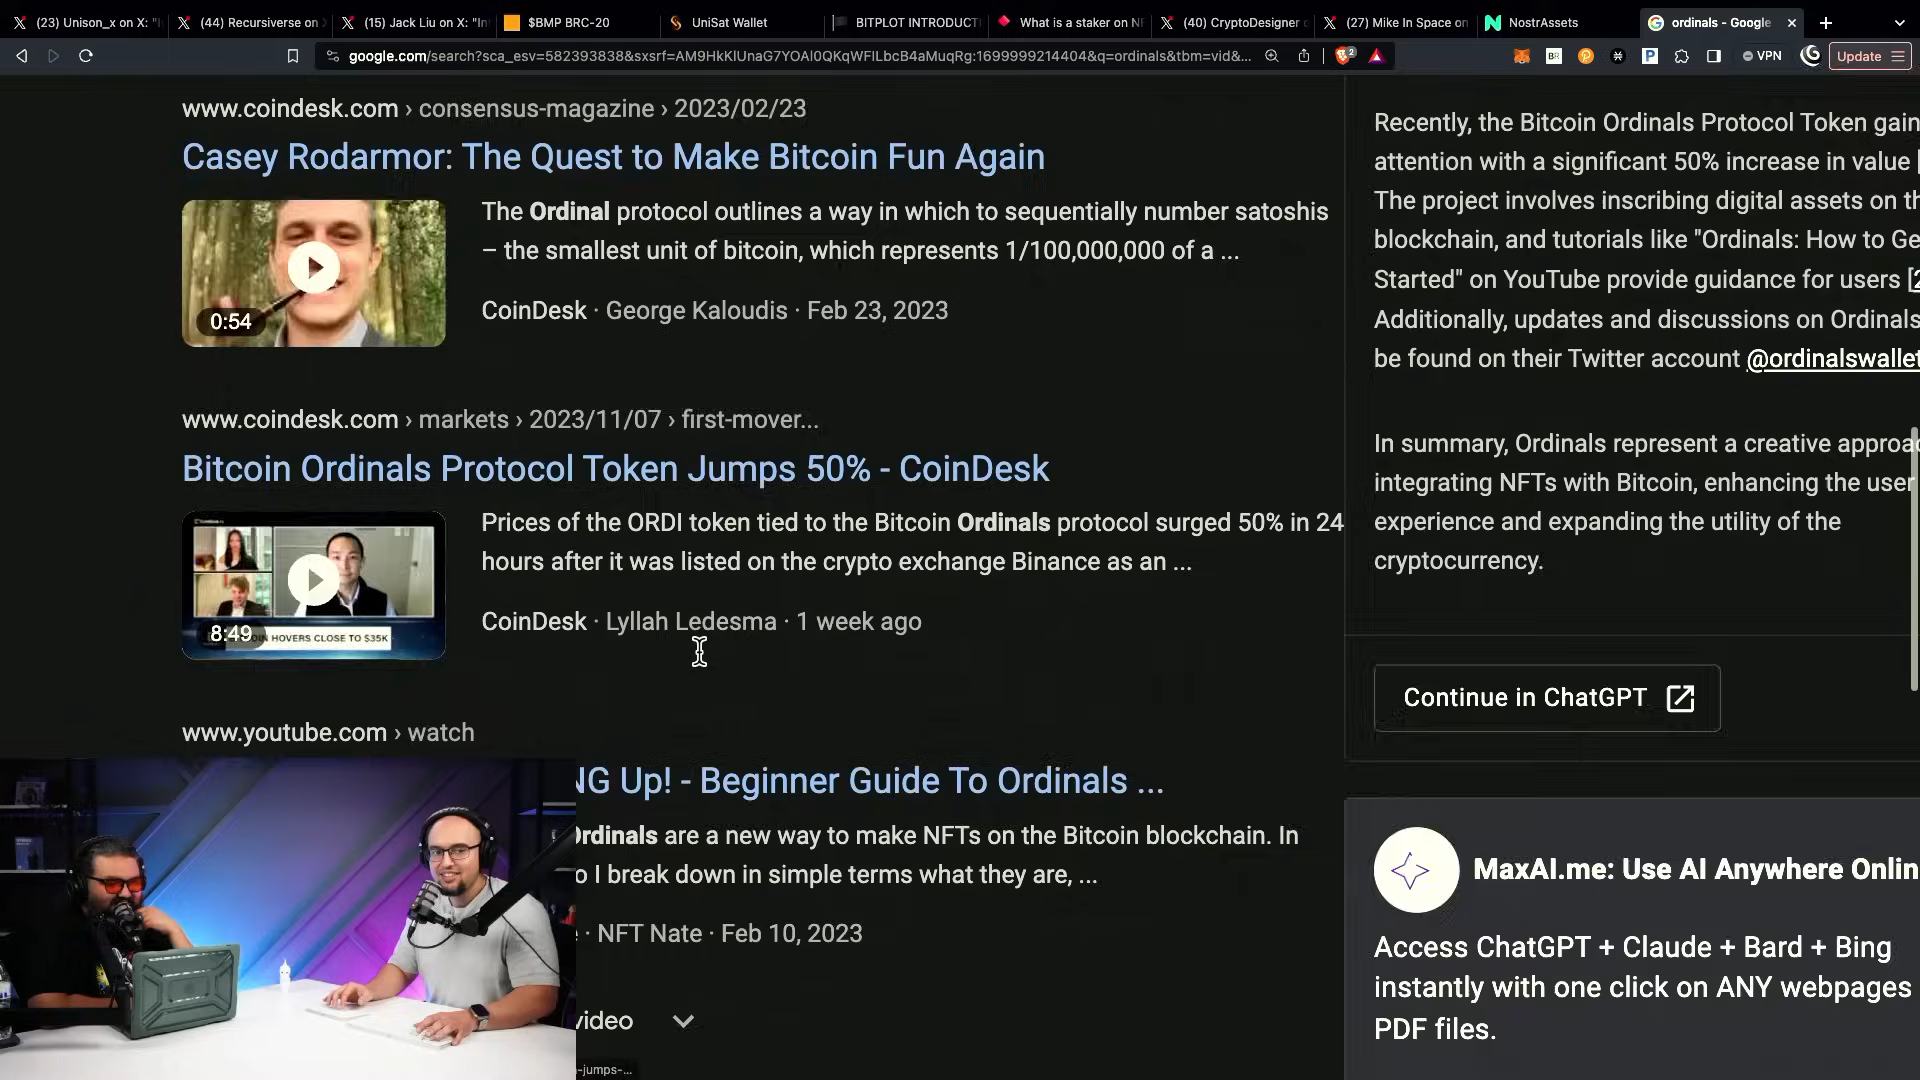 (23) Unison_x on X: "I
(44) Recursiverse on
(15) Jack Liu on X: "In
$BMP BRC-20
UniSat Wallet
BITPLOT INTRODUCT
What is a staker on N
(40) CryptoDesigner
(27) Mike In Space on
NostrAssets
ordinals - Google
google.com/search?sca_esv=582393838&sxsrf=AM9HkKlUnaG7YOAl0QKqWFlLbcB4aMuqRg:1699999214404&q=ordinals&tbm=vid&...
2
VPN
Update
www.coindesk.com › consensus-magazine › 2023/02/23
Casey Rodarmor: The Quest to Make Bitcoin Fun Again
The Ordinal protocol outlines a way in which to sequentially number satoshis
– the smallest unit of bitcoin, which represents 1/100,000,000 of a ...
0:54
CoinDesk · George Kaloudis · Feb 23, 2023
www.coindesk.com › markets › 2023/11/07 › first-mover...
Bitcoin Ordinals Protocol Token Jumps 50% - CoinDesk
Prices of the ORDI token tied to the Bitcoin Ordinals protocol surged 50% in 24
hours after it was listed on the crypto exchange Binance as an ...
8:49
HOVERS CLOSE TO $35K
CoinDesk · Lyllah Ledesma · 1 week ago
www.youtube.com › watch
NG Up! - Beginner Guide To Ordinals ...
Ordinals are a new way to make NFTs on the Bitcoin blockchain. In
o I break down in simple terms what they are, ...
· NFT Nate · Feb 10, 2023
video
-jumps-...
Recently, the Bitcoin Ordinals Protocol Token gain
attention with a significant 50% increase in value [
The project involves inscribing digital assets on th
blockchain, and tutorials like "Ordinals: How to Ge
Started" on YouTube provide guidance for users [2
Additionally, updates and discussions on Ordinals
be found on their Twitter account @ordinalswallet
In summary, Ordinals represent a creative approac
integrating NFTs with Bitcoin, enhancing the user
experience and expanding the utility of the
cryptocurrency.
Continue in ChatGPT
MaxAI.me: Use AI Anywhere Onlin
Access ChatGPT + Claude + Bard + Bing
instantly with one click on ANY webpages
PDF files.